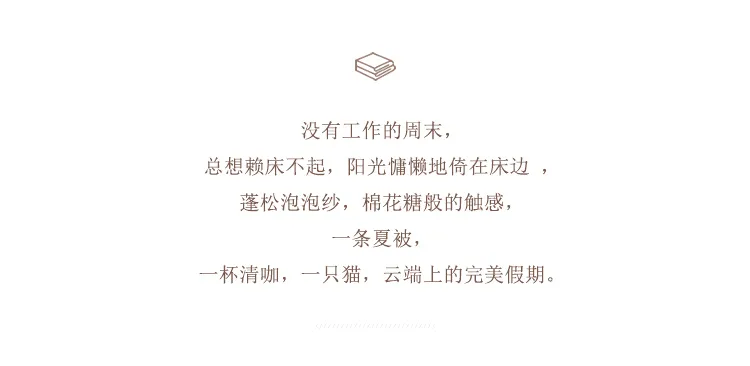 没有工作的周末，
总想赖床不起，阳光慵懒地倚在床边 ，
蓬松泡泡纱，棉花糖般的触感，
一条夏被，
一杯清咖，一只猫，云端上的完美假期。